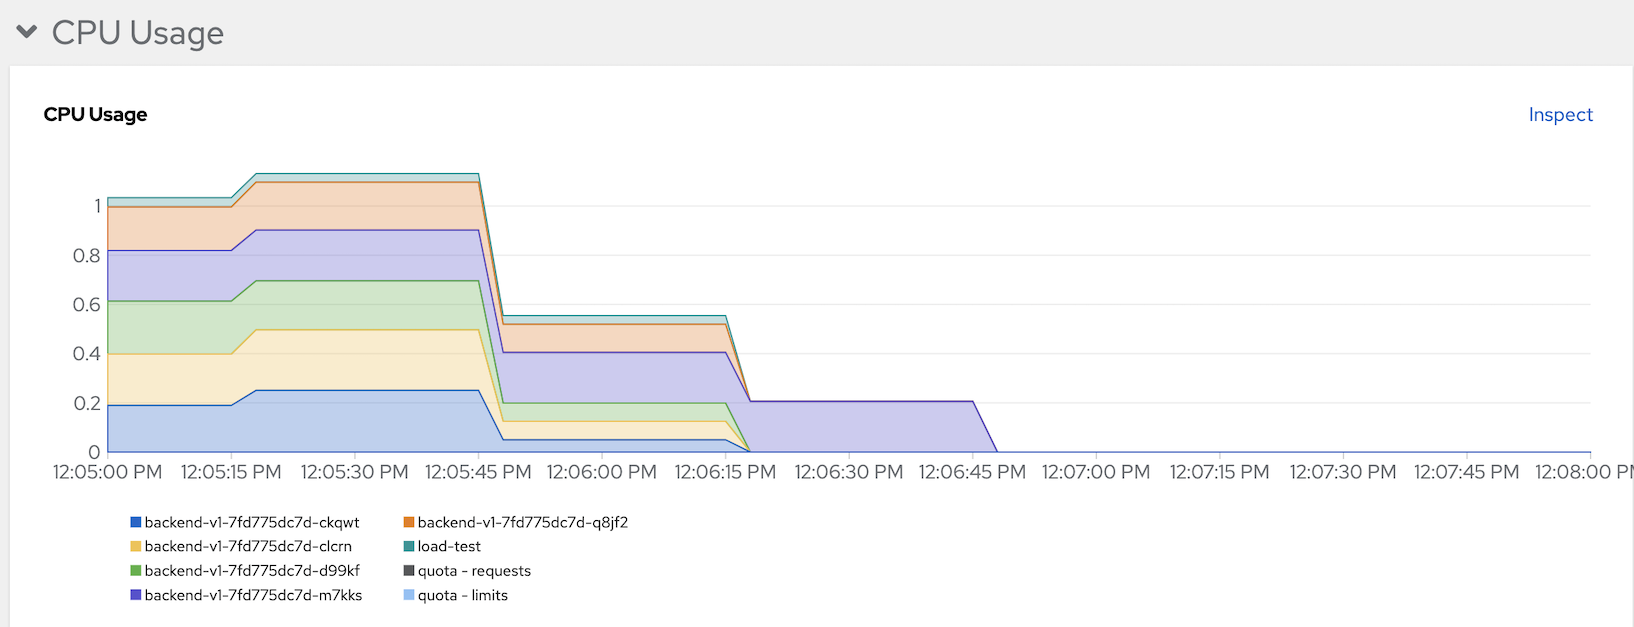 CPU Usage
CPU Usage
Inspect
1
0.8
0.6
0.4
0.2
0
12:05:00 PM 12:05:15 PM 12:05:30 PM 12:05:45 PM 12:06:00 PM 12:06:15 PM 12:06:30 PM 12:06:45 PM 12:07:00 PM 12:07:15 PM 12:07:30 PM 12:07:45 PM 12:08:00 PM
backend-v1-7fd775dc7d-ckqwt
backend-v1-7fd775dc7d-clcrn
backend-v1-7fd775dc7d-d99kf
backend-v1-7fd775dc7d-m7kks
backend-v1-7fd775dc7d-q8jf2
load-test
quota - requests
quota - limits